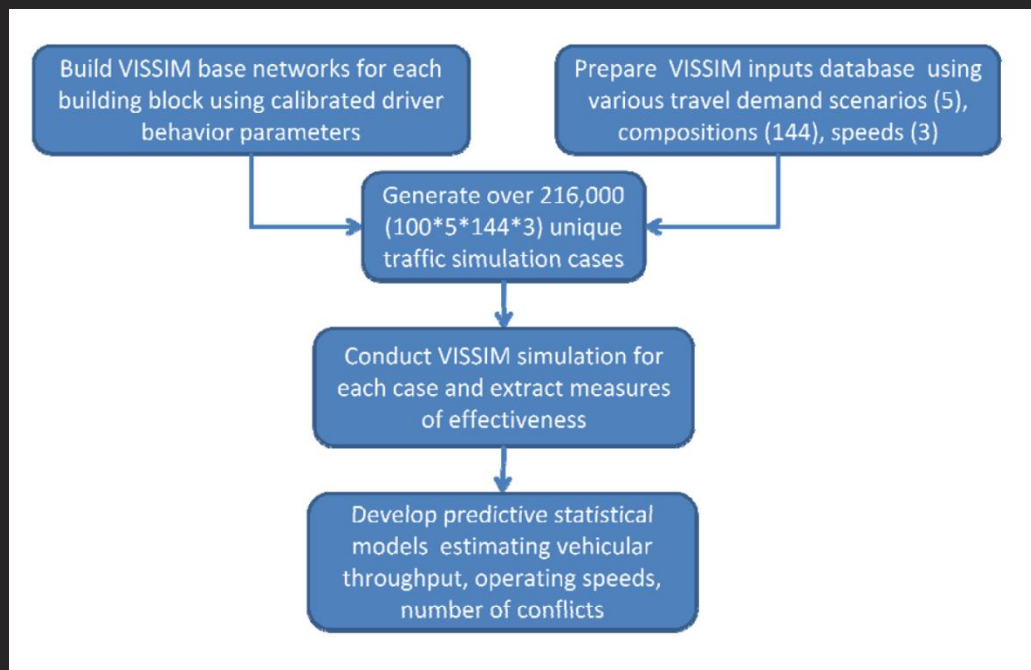 Build VISSIM base networks for each
building block using calibrated driver
behavior parameters
Prepare VISSIM inputs database using
various travel demand scenarios (5),
compositions (144), speeds (3)
Generate over 216,000
(100*5*144*3) unique
traffic simulation cases
Conduct VISSIM simulation for
each case and extract measures
of effectiveness
Develop predictive statistical
models estimating vehicular
throughput, operating speeds,
number of conflicts